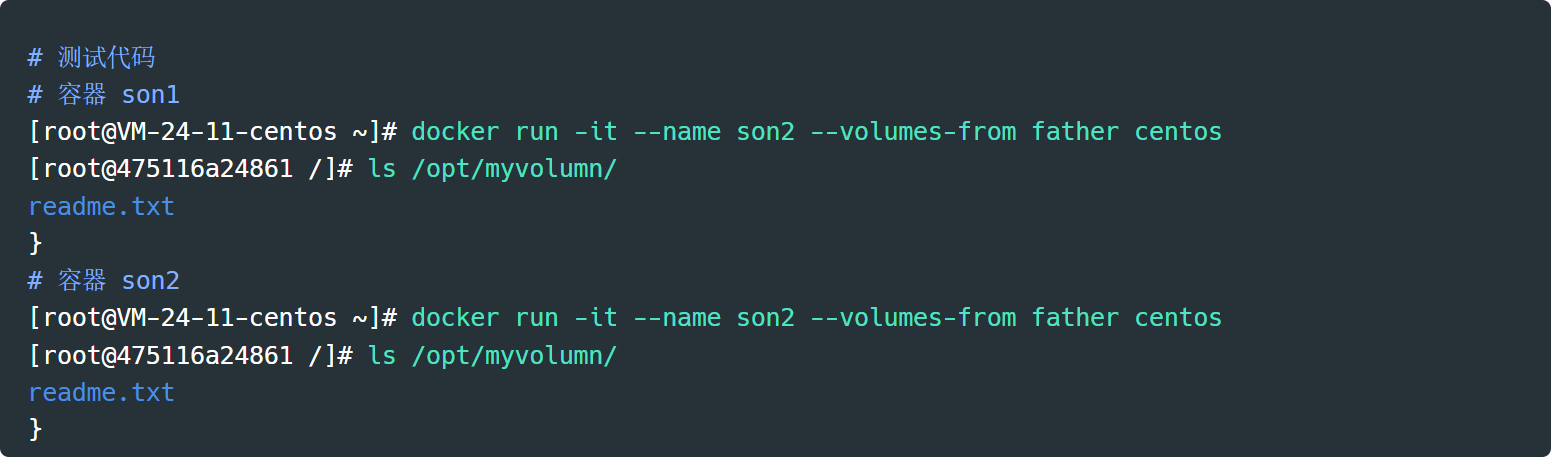 # 测试代码
# 容器 son1
[root@VM-24-11-centos ~]# docker run -it --name son2 --volumes-from father centos
[root@475116a24861 /]# ls /opt/myvolumn/
readme.txt
}
# 容器 son2
[root@VM-24-11-centos ~]# docker run -it --name son2 --volumes-from father centos
[root@475116a24861 /]# ls /opt/myvolumn/
readme.txt
}